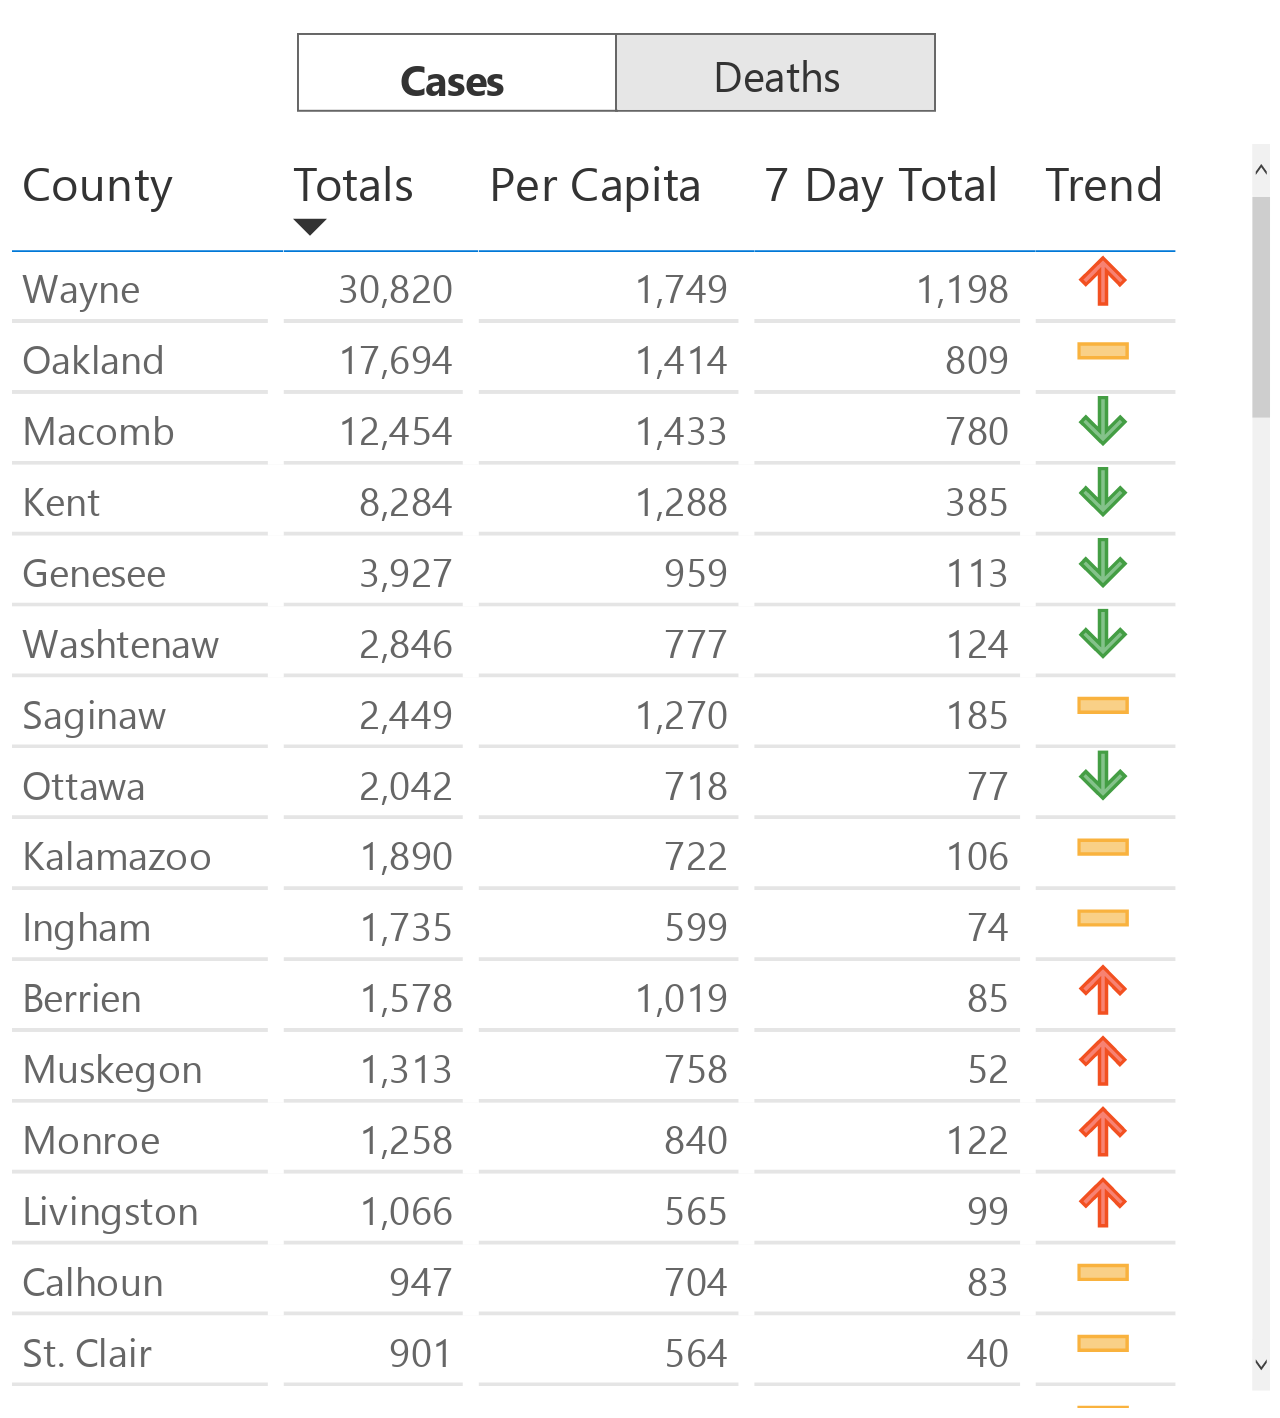 Cases Deaths
County Totals Per Capita 7 Day Total Trend
Wayne 30,820 1,749 1,198
Oakland 17,694 1,414 809
Macomb 12,454 1,433 780
Kent 8,284 1,288 385
Genesee 3,927 959 113
Washtenaw 2,846 777 124
Saginaw 2,449 1,270 185
Ottawa 2,042 718 77
Kalamazoo 1,890 722 106
Ingham 1,735 599 74
Berrien 1,578 1,019 85
Muskegon 1,313 758 52
Monroe 1,258 840 122
Livingston 1,066 565 99
Calhoun 947 704 83
St. Clair 901 564 40